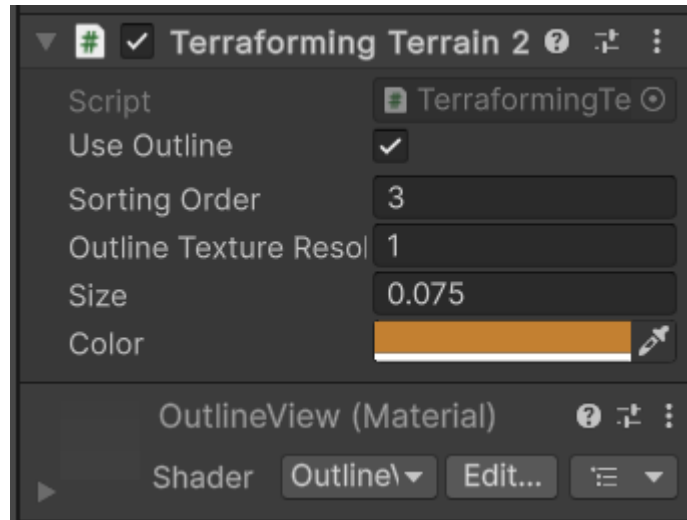 # Terraforming Terrain 2
Script # TerraformingTe
Use Outline
Sorting Order 3
Outline Texture Resol 1
Size 0.075
Color
OutlineView (Material)
Shader Outline\ Edit...